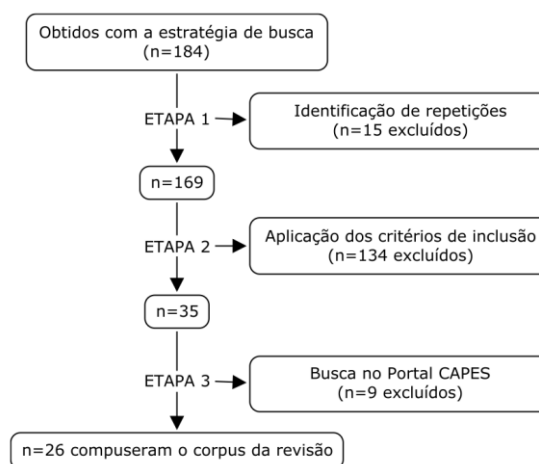 Obtidos com a estratégia de busca
(n=184)
ETAPA 1
Identificação de repetições
(n=15 excluídos)
n=169
ETAPA 2
Aplicação dos critérios de inclusão
(n=134 excluídos)
n=35
ETAPA 3
Busca no Portal CAPES
(n=9 excluídos)
n=26 compuseram o corpus da revisão